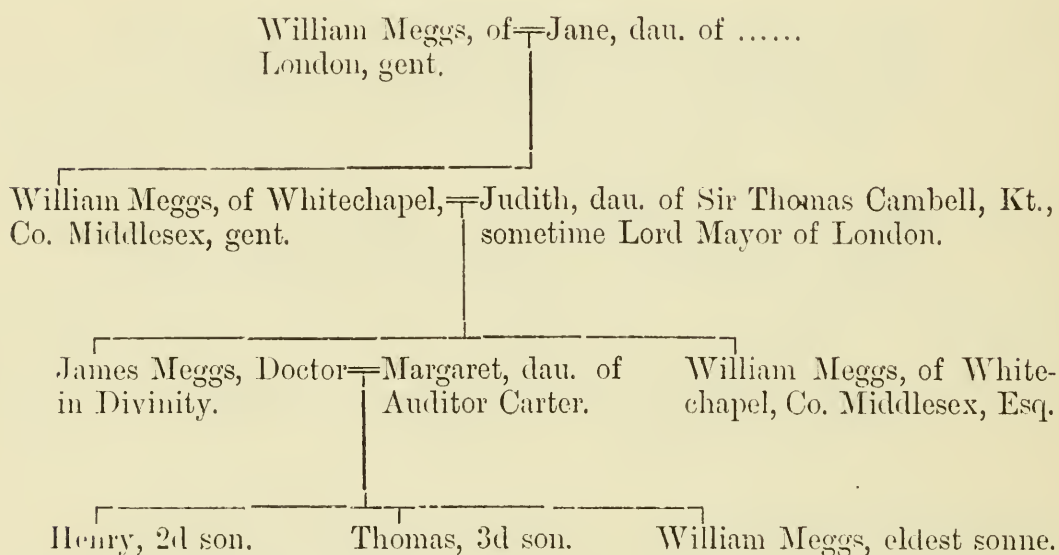 William Meggs, of Jane, dau. of ......
London, gent.
William Meggs, of Whitechapel, Judith, dau. of Sir Thomas Cambell, Kt.,
Co. Middlesex, gent. sometime Lord Mayor of London.
James Meggs, Doctor Margaret, dau. of William Meggs, of White-
in Divinity. Auditor Carter. chapel, Co. Middlesex, Esq.
Henry, 2d son. Thomas, 3d son. William Meggs, eldest sonne.